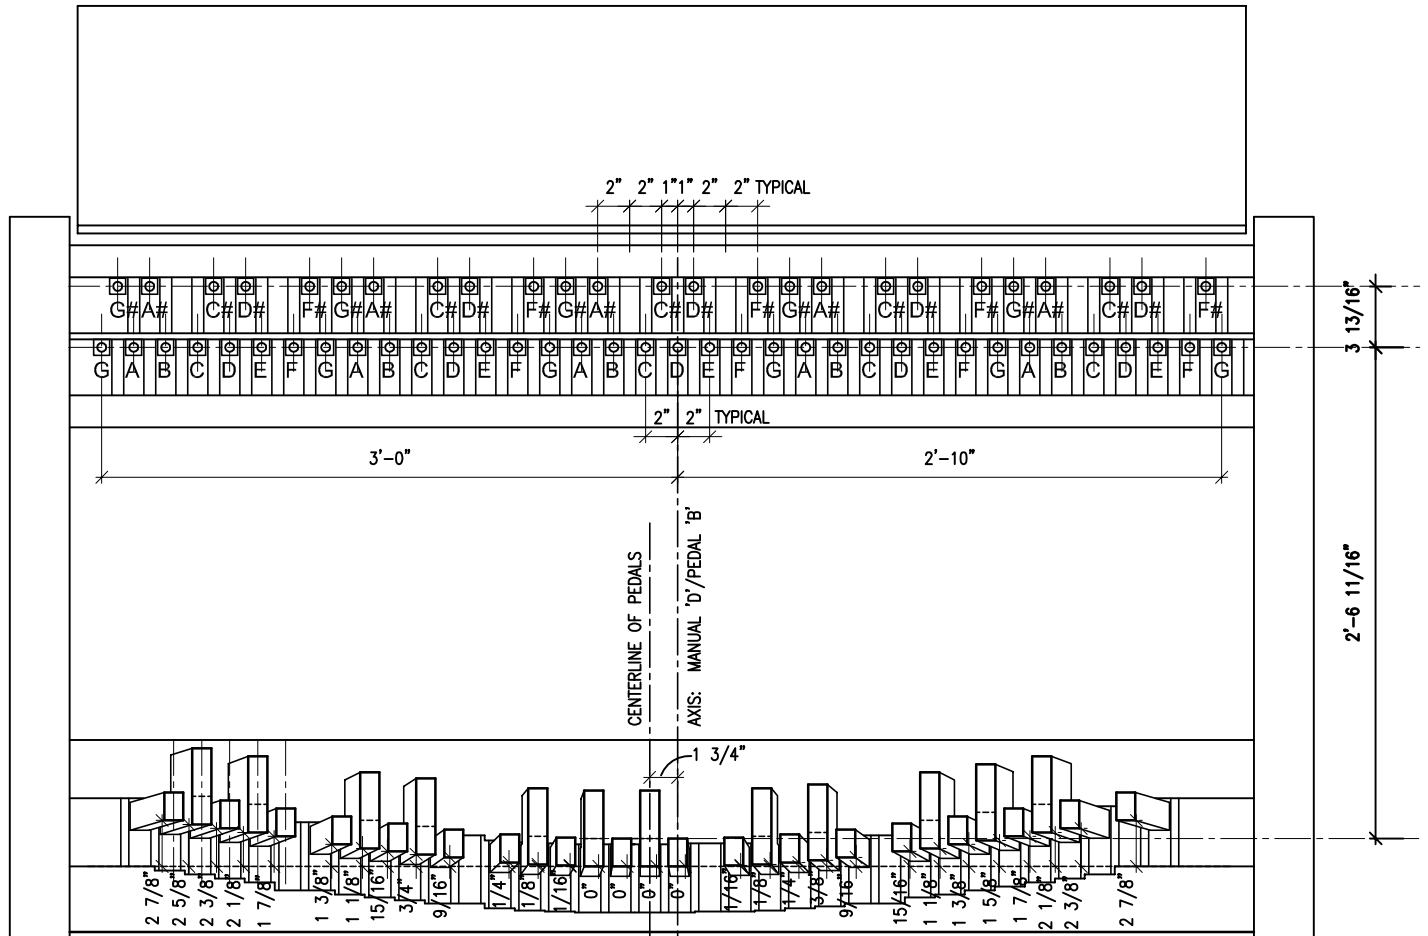 2" 2" 1" 1" 2" 2" TYPICAL
G# A# C# D# F# G# A# C# D# F# G# A# C# D# F# G# A# C# D# F# G# A# C# D# F#
3 13/16"
G A B C D E F G A B C D E F G A B C D E F G A B C D E F G A B C D E F G
2" 2" TYPICAL
3'-0" 2'-10"
2'-6 11/16"
CENTERLINE OF PEDALS
AXIS: MANUAL 'D'/PEDAL 'B'
1 3/4"
2 7/8" 2 5/8" 2 3/8" 2 1/8" 1 7/8" 1 3/8" 1 1/8" 15/16" 3/4" 9/16" 1/4" 1/8" 1/16" 0" 0" 0" 0" 1/16" 1/8" 1/4" 3/8" 9/16" 15/16" 1 1/8" 1 3/8" 1 5/8" 1 7/8" 2 1/8" 2 3/8" 2 7/8"